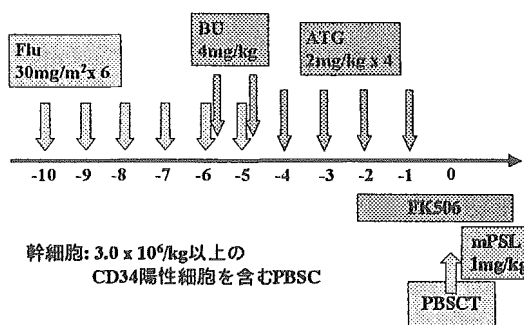 Flu
30mg/m²x 6
BU
4mg/kg
ATG
2mg/kg x 4
-10 -9 -8 -7 -6 -5 -4 -3 -2 -1 0
FK506
mPSL
1mg/kg
PBSCT
幹細胞: 3.0 x 10⁶/kg以上の
CD34陽性細胞を含むPBSC